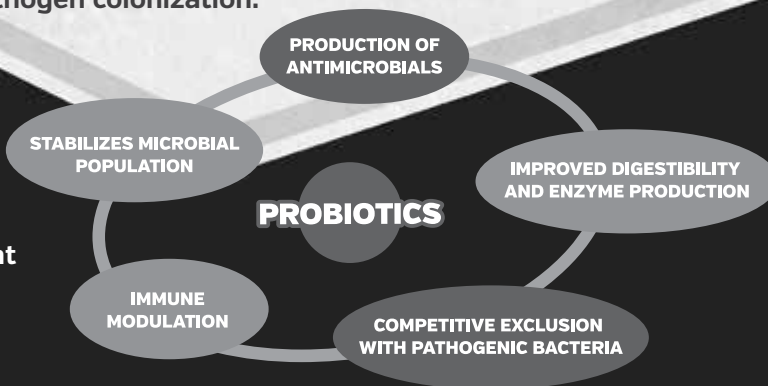 colonization.
PRODUCTION OF
ANTIMICROBIALS
STABILIZES MICROBIAL
POPULATION
IMPROVED DIGESTIBILITY
AND ENZYME PRODUCTION
PROBIOTICS
IMMUNE
MODULATION
COMPETITIVE EXCLUSION
WITH PATHOGENIC BACTERIA